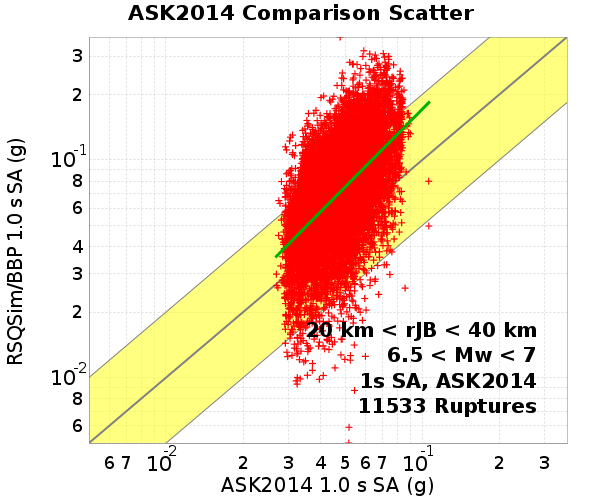 ASK2014 Comparison Scatter
RSQSim/BBP 1.0 s SA (g)
3
2
10-1
8
6
4
3
2
10-2
8
6
20 km < rJB < 40 km
6.5 < Mw < 7
1s SA, ASK2014
11533 Ruptures
6 7 10-2 2 3 4 5 6 7 10-1 2 3
ASK2014 1.0 s SA (g)